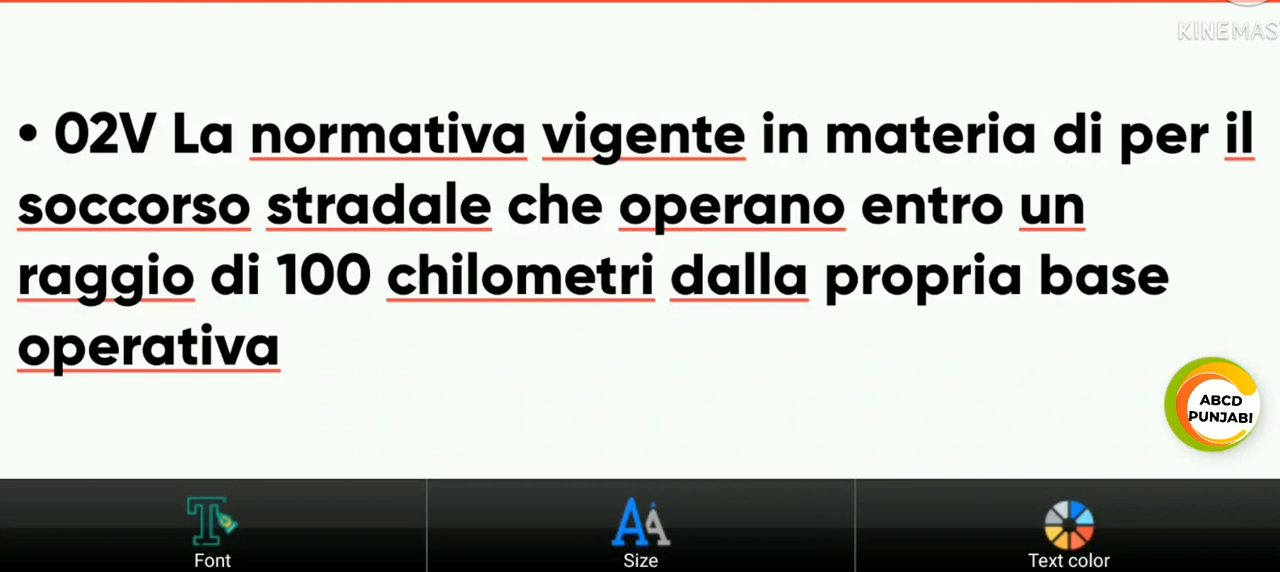 KINEMAS
• 02V La normativa vigente in materia di per il
soccorso stradale che operano entro un
raggio di 100 chilometri dalla propria base
operativa
ABCD
PUNJABI
Font
Size
Text color